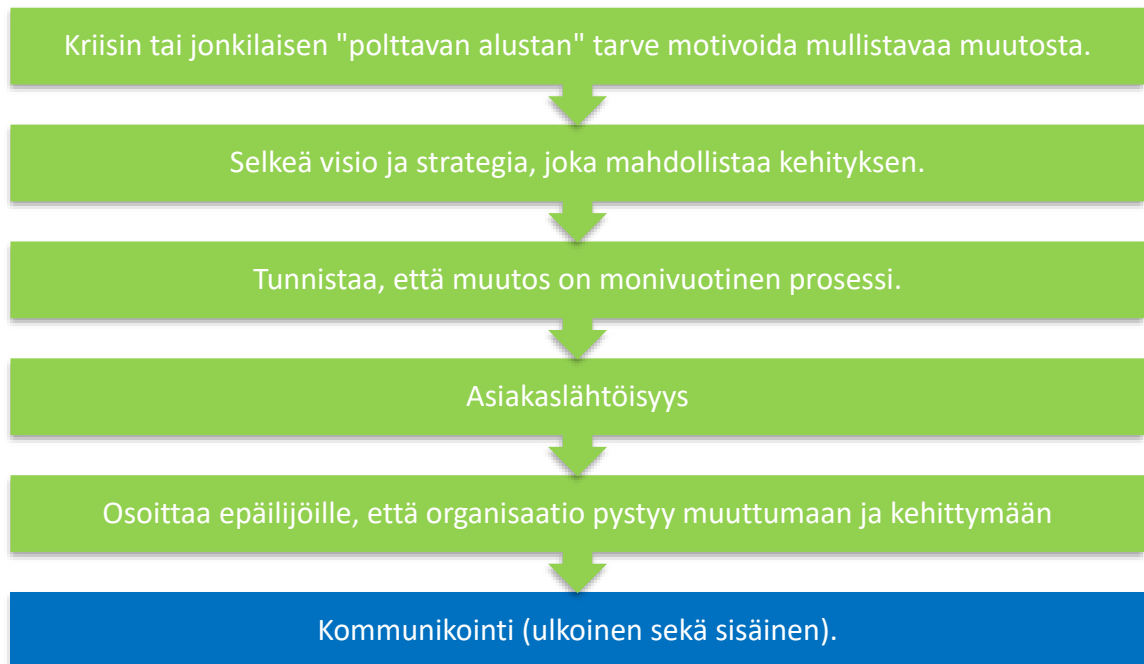 Kriisin tai jonkilaisen "polttavan alustan" tarve motivoida mullistavaa muutosta.
Selkeä visio ja strategia, joka mahdollistaa kehityksen.
Tunnistaa, että muutos on monivuotinen prosessi.
Asiakaslähtöisyys
Osoittaa epäilijöille, että organisaatio pystyy muuttumaan ja kehittymään
Kommunikointi (ulkoinen sekä sisäinen).